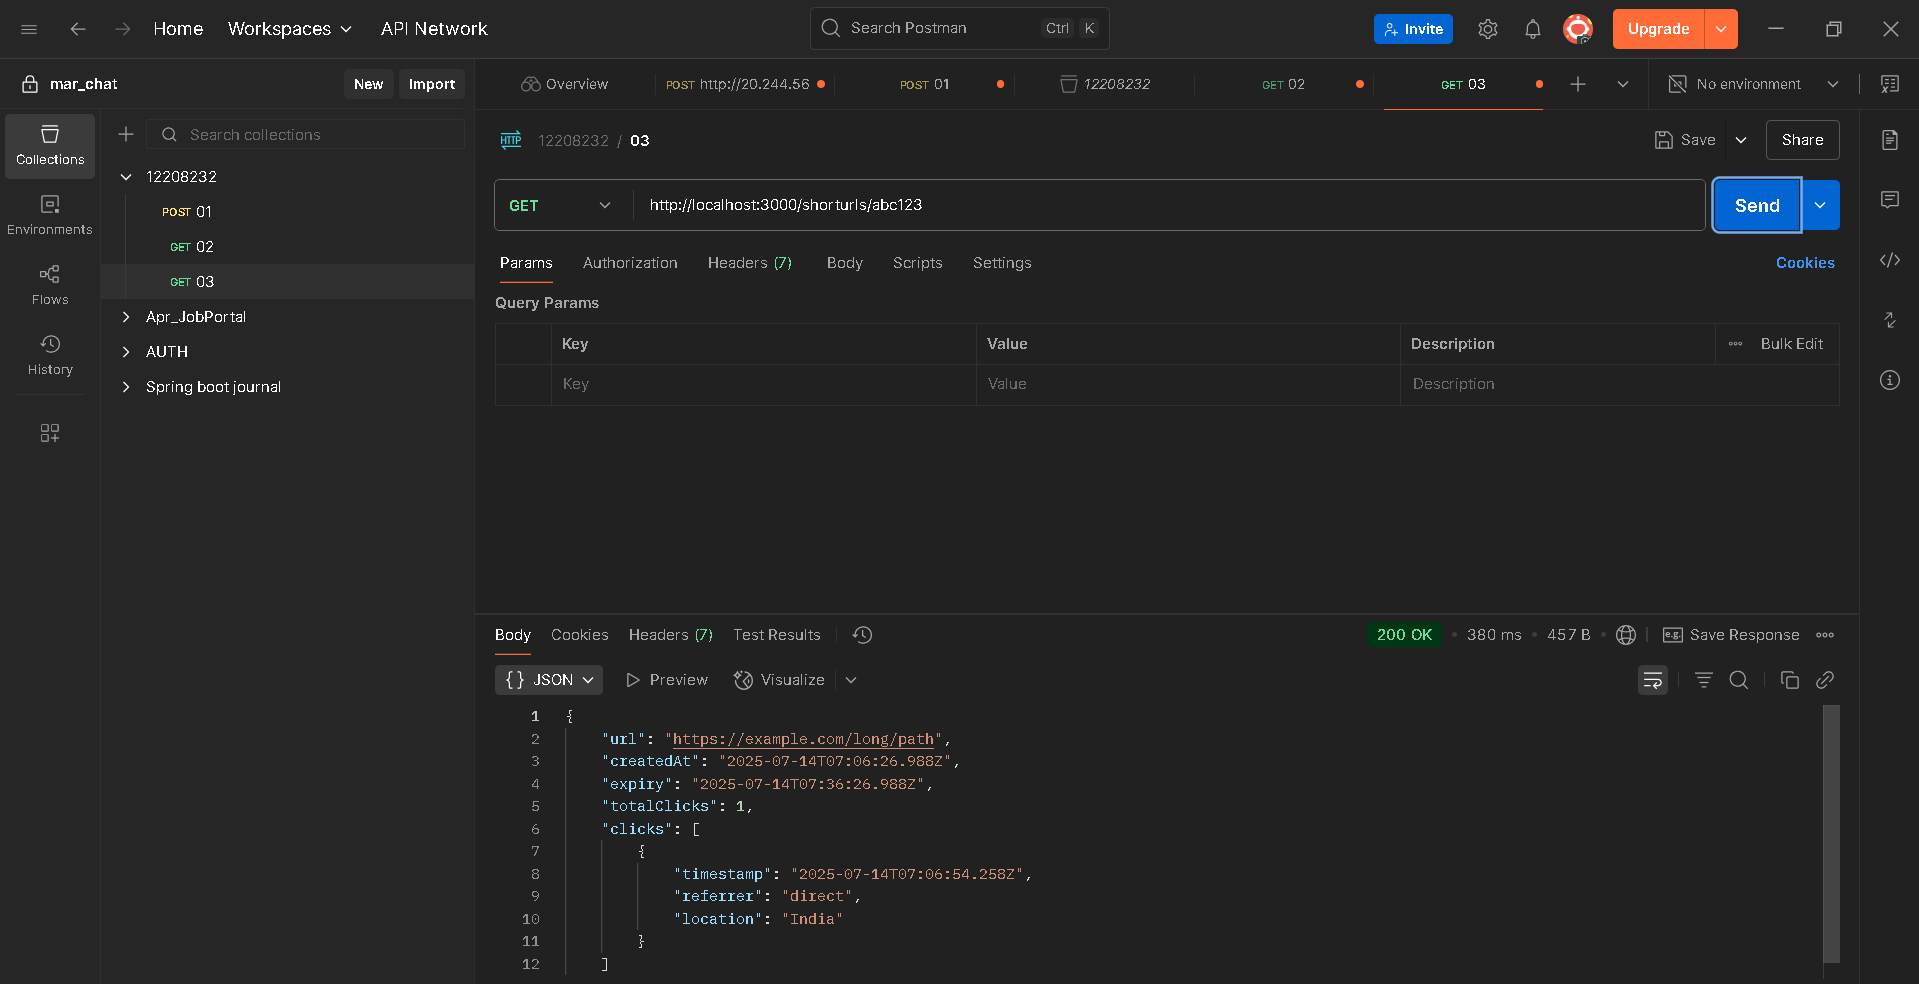 Home Workspaces API Network Search Postman Ctrl K Invite Upgrade
mar_chat New Import Overview POST http://20.244.56 POST 01 12208232 GET 02 GET 03 No environment
Collections
Environments
Flows
History
Search collections
12208232
POST 01
GET 02
GET 03
Apr_JobPortal
AUTH
Spring boot journal
HTTP 12208232 / 03 Save Share
GET http://localhost:3000/shorturls/abc123 Send
Params Authorization Headers (7) Body Scripts Settings Cookies
Query Params
Key Value Description Bulk Edit
Key Value Description
Body Cookies Headers (7) Test Results 200 OK • 380 ms • 457 B • e.g. Save Response
{} JSON Preview Visualize
1 {
2 "url": "https://example.com/long/path",
3 "createdAt": "2025-07-14T07:06:26.988Z",
4 "expiry": "2025-07-14T07:36:26.988Z",
5 "totalClicks": 1,
6 "clicks": [
7 {
8 "timestamp": "2025-07-14T07:06:54.258Z",
9 "referrer": "direct",
10 "location": "India"
11 }
12 ]